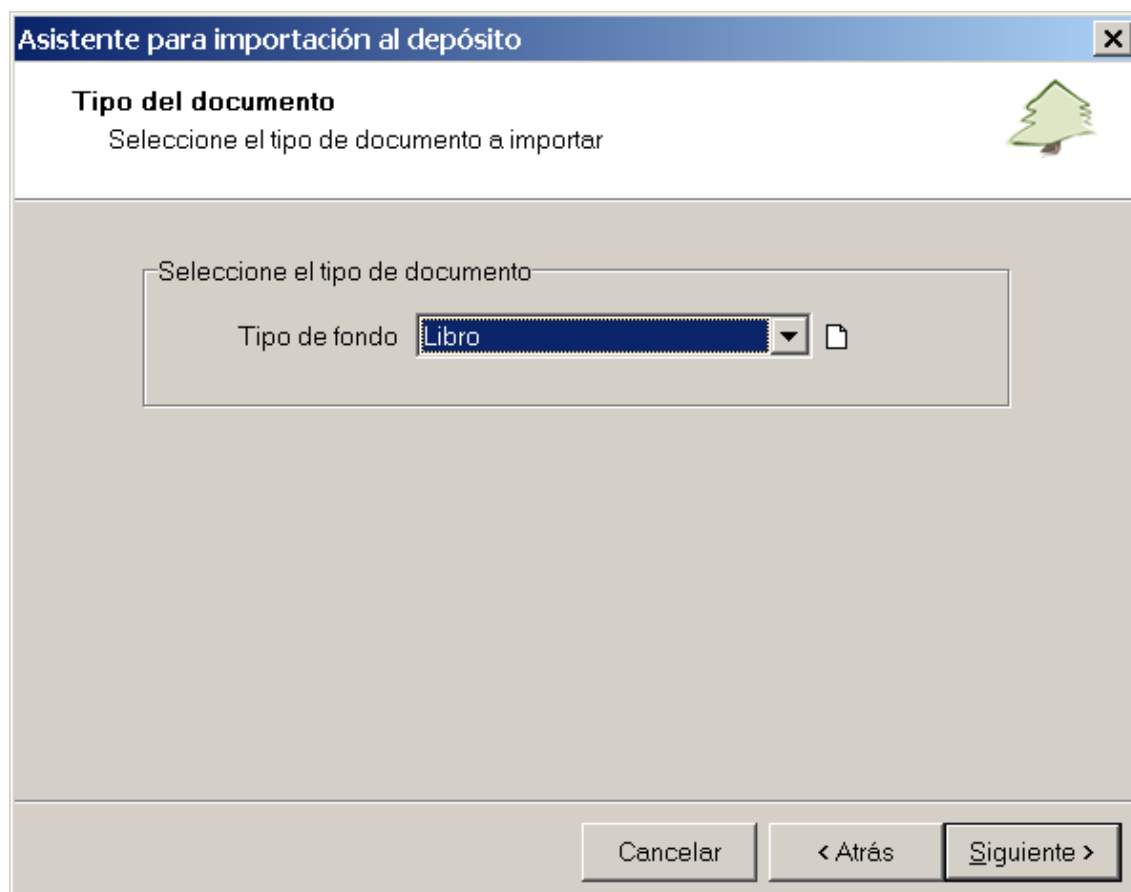 Asistente para importación al depósito
Tipo del documento
Seleccione el tipo de documento a importar
Seleccione el tipo de documento
Tipo de fondo Libro
Cancelar < Atrás Siguiente >